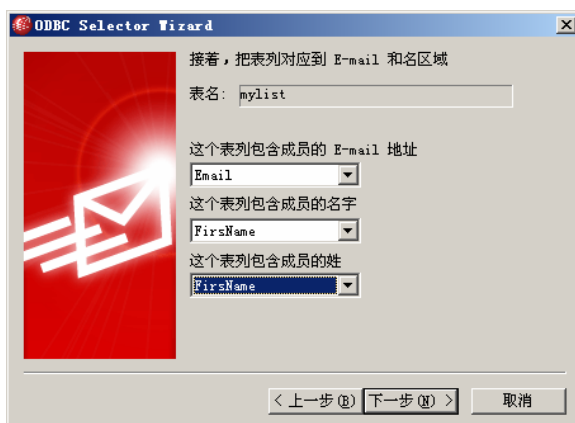 ODBC Selector Wizard
接着，把表列对应到 E-mail 和名区域
表名: mylist
这个表列包含成员的 E-mail 地址
Email
这个表列包含成员的名字
FirsName
这个表列包含成员的姓
FirsName
< 上一步(B) 下一步(N) > 取消